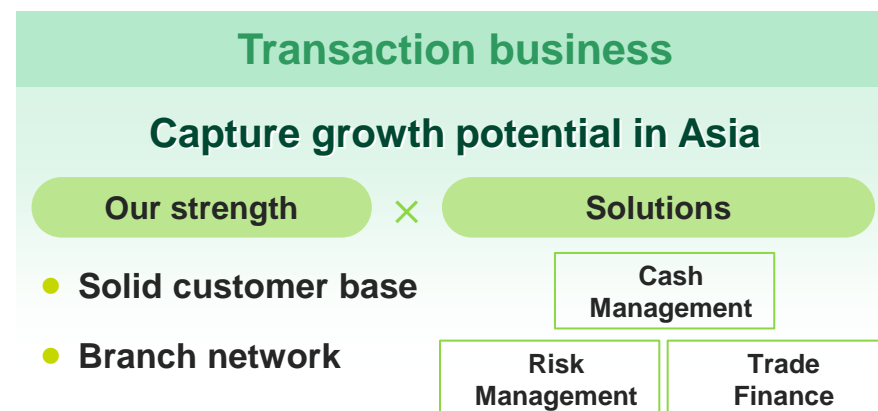 Transaction business
Capture growth potential in Asia
Our strength × Solutions
• Solid customer base
• Branch network
Cash
Management
Risk
Management
Trade
Finance